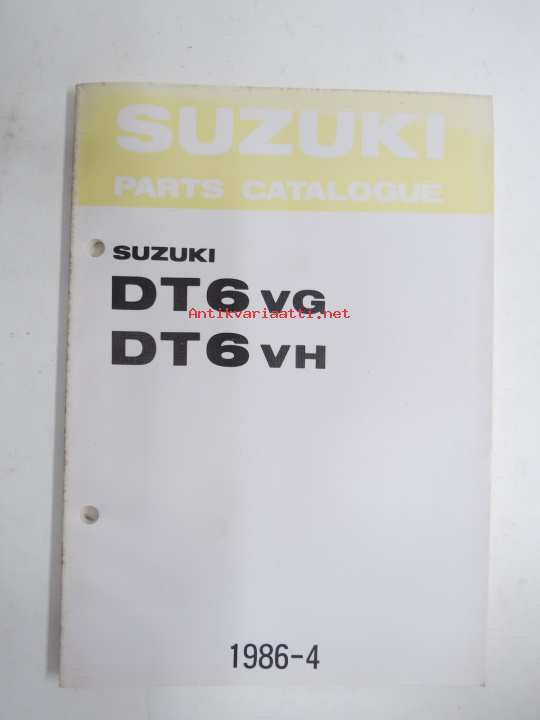 SUZUKI
PARTS CATALOGUE
SUZUKI
DT6 VG
Antikvariaatti.net
DT6 VH
1986-4